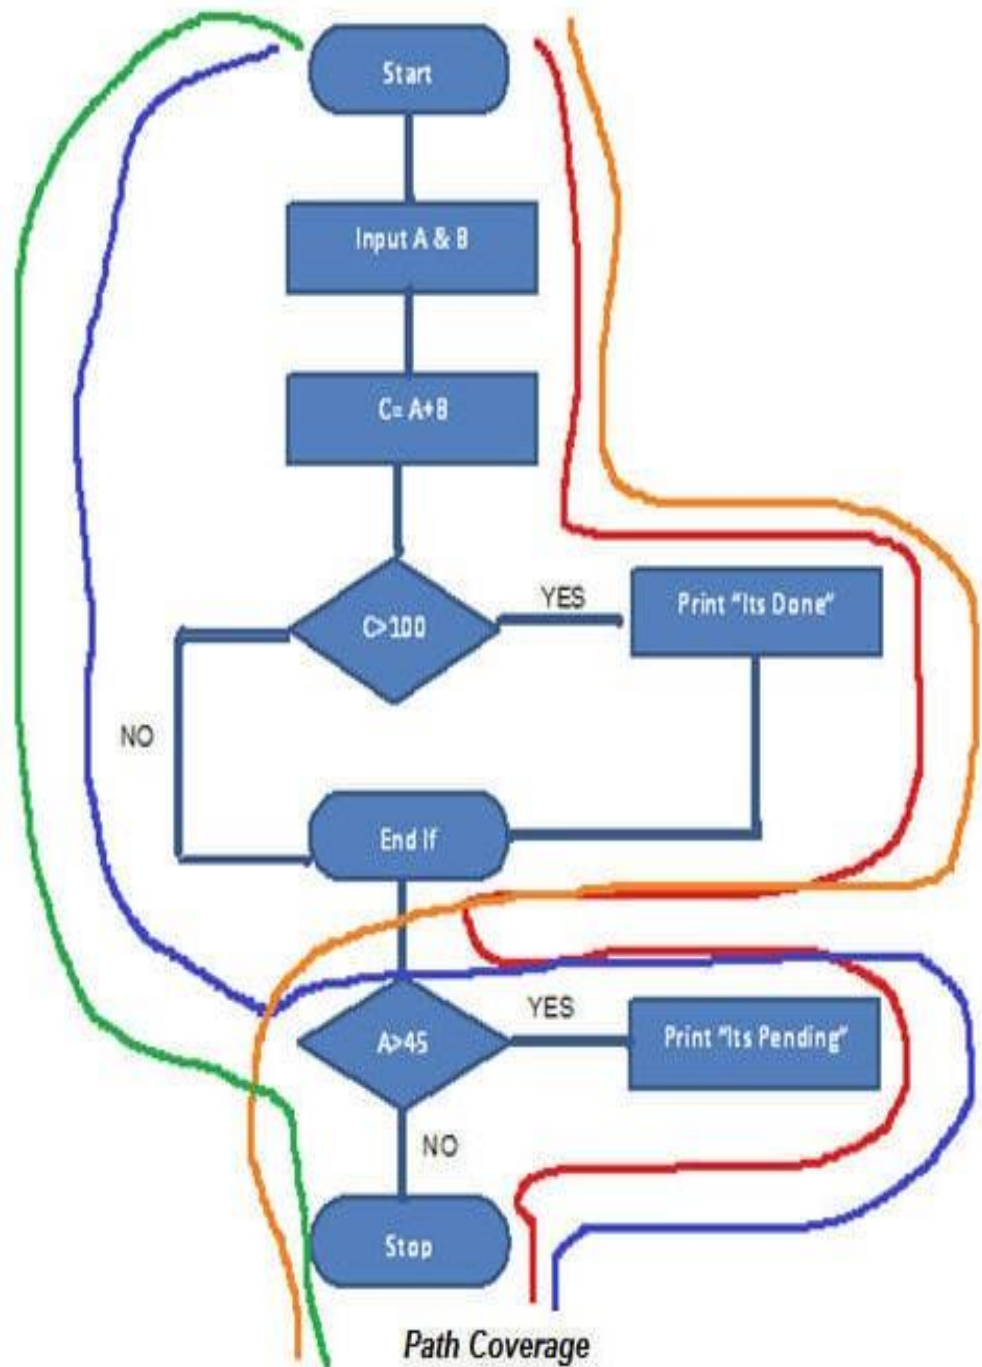 Start
Input A & B
C= A+B
C>100
YES
Print “Its Done”
NO
End If
A>45
YES
Print “Its Pending”
NO
Stop
Path Coverage